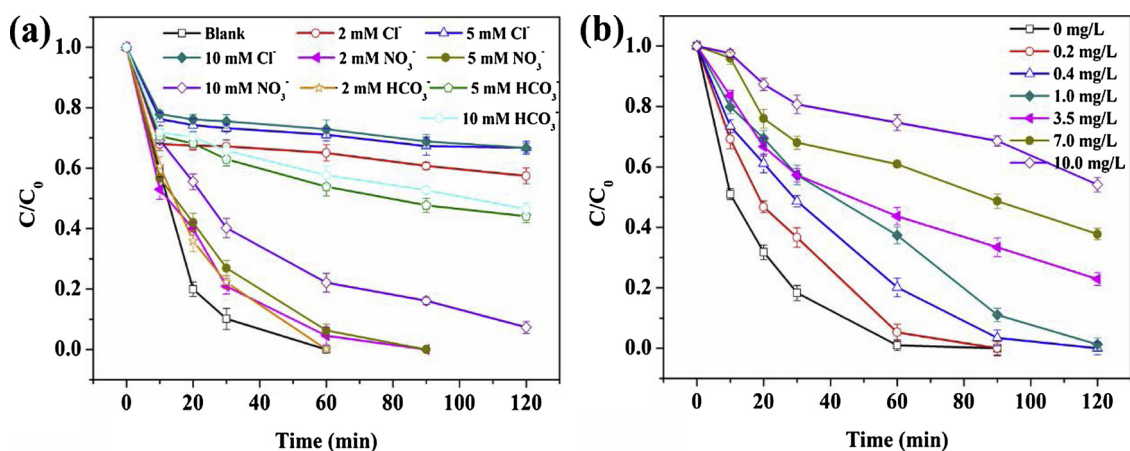 (a)
Blank 2 mM Cl⁻ 5 mM Cl⁻
10 mM Cl⁻ 2 mM NO₃⁻ 5 mM NO₃⁻
10 mM NO₃⁻ 2 mM HCO₃⁻ 5 mM HCO₃⁻
10 mM HCO₃⁻
C/C₀
1.0
0.8
0.6
0.4
0.2
0.0
0 20 40 60 80 100 120
Time (min)
(b)
0 mg/L
0.2 mg/L
0.4 mg/L
1.0 mg/L
3.5 mg/L
7.0 mg/L
10.0 mg/L
C/C₀
1.0
0.8
0.6
0.4
0.2
0.0
0 20 40 60 80 100 120
Time (min)